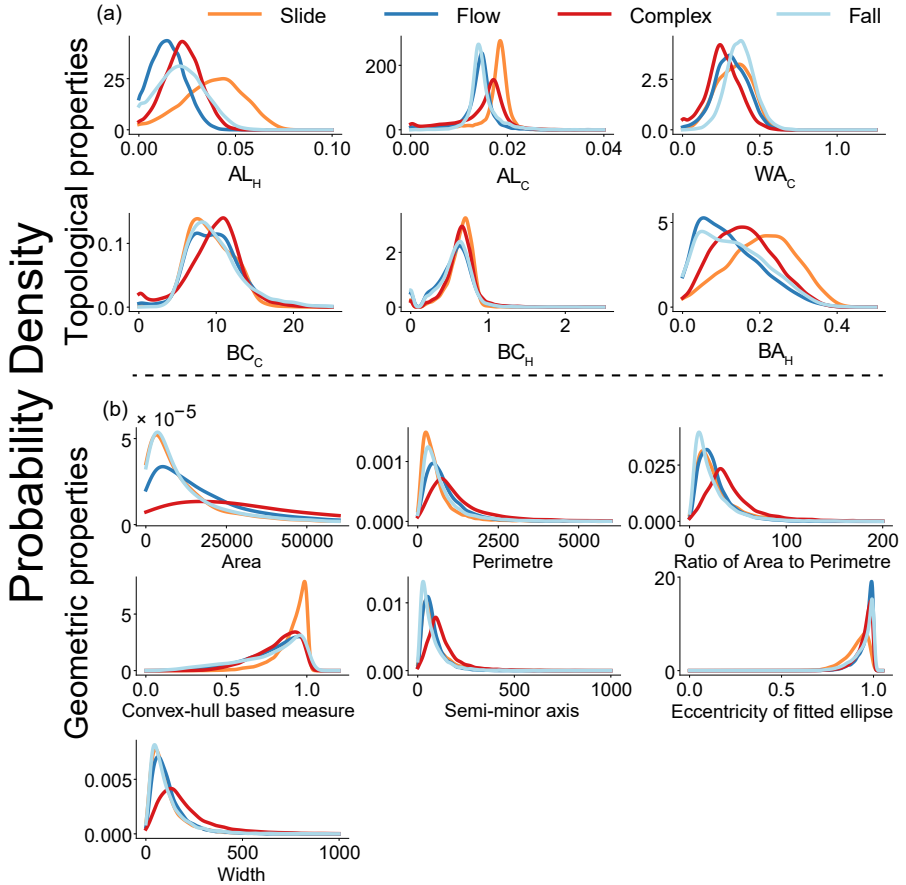 (a) Slide Flow Complex Fall
Probability Density
Topological properties
25
0
0.00 0.05 0.10
AL_H
200
0
0.00 0.02 0.04
AL_C
2.5
0.0
0.0 0.5 1.0
WA_C
0.1
0.0
0 10 20
BC_C
2
0
0 1 2
BC_H
5
0
0.0 0.2 0.4
BA_H
(b)
Geometric properties
× 10⁻⁵
5
0
0 25000 50000
Area
0.001
0.000
0 2500 5000
Perimetre
0.025
0.000
0 100 200
Ratio of Area to Perimetre
5
0
0.0 0.5 1.0
Convex-hull based measure
0.01
0.00
0 500 1000
Semi-minor axis
20
0
0.0 0.5 1.0
Eccentricity of fitted ellipse
0.005
0.000
0 500 1000
Width